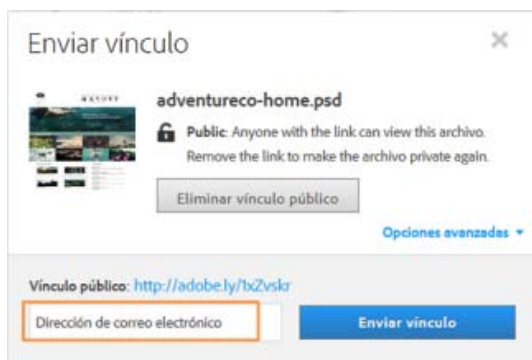 Enviar vínculo
adventureco-home.psd
Public: Anyone with the link can view this archivo.
Remove the link to make the archivo private again.
Eliminar vínculo público
Opciones avanzadas
Vínculo público: http://adobe.ly/1xZvskr
Dirección de correo electrónico
Enviar vínculo